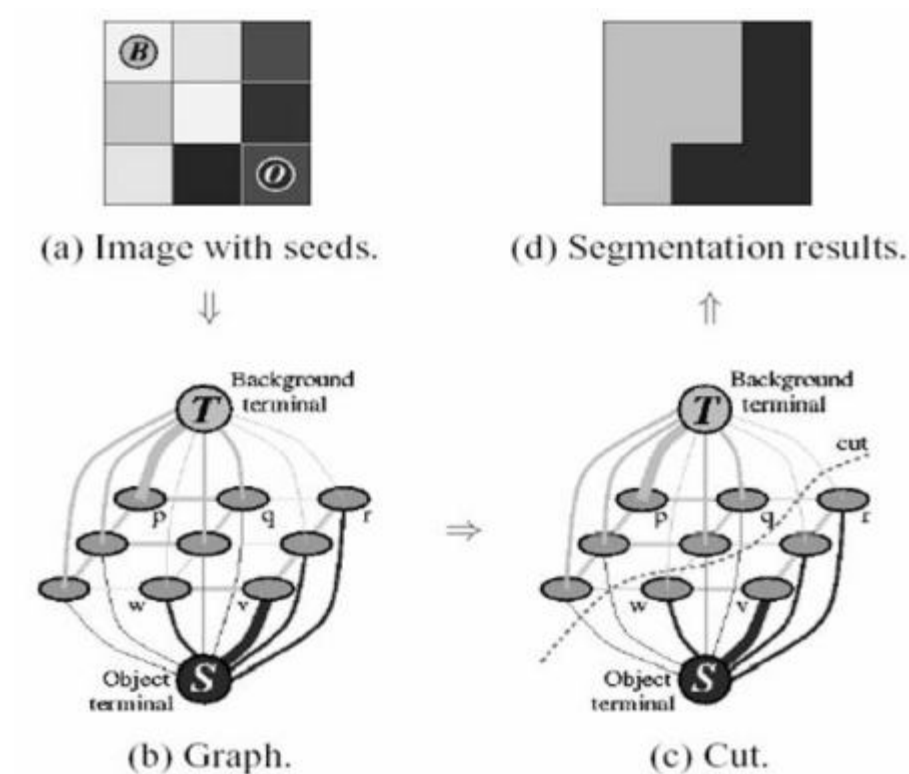 B
O
(a) Image with seeds.
(d) Segmentation results.
⇓
⇑
Background
terminal
T
p
q
r
w
v
Object
terminal
S
(b) Graph.
⇒
Background
terminal
T
cut
p
q
r
w
v
Object
terminal
S
(c) Cut.